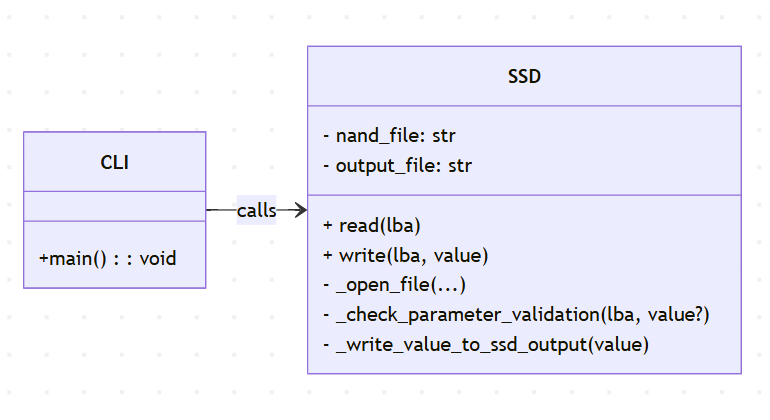 CLI
+main() : : void
calls
SSD
- nand_file: str
- output_file: str
+ read(lba)
+ write(lba, value)
- _open_file(...)
- _check_parameter_validation(lba, value?)
- _write_value_to_ssd_output(value)